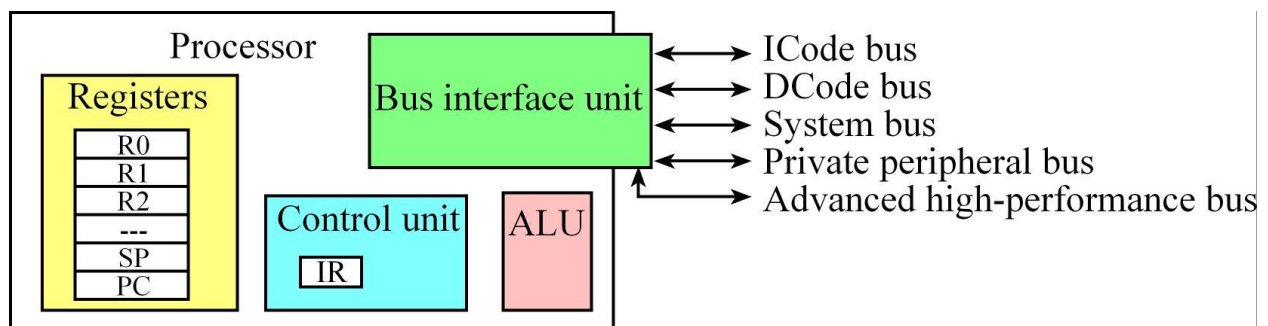 Processor
Registers
R0
R1
R2
---
SP
PC
Control unit
IR
ALU
Bus interface unit
ICode bus
DCode bus
System bus
Private peripheral bus
Advanced high-performance bus